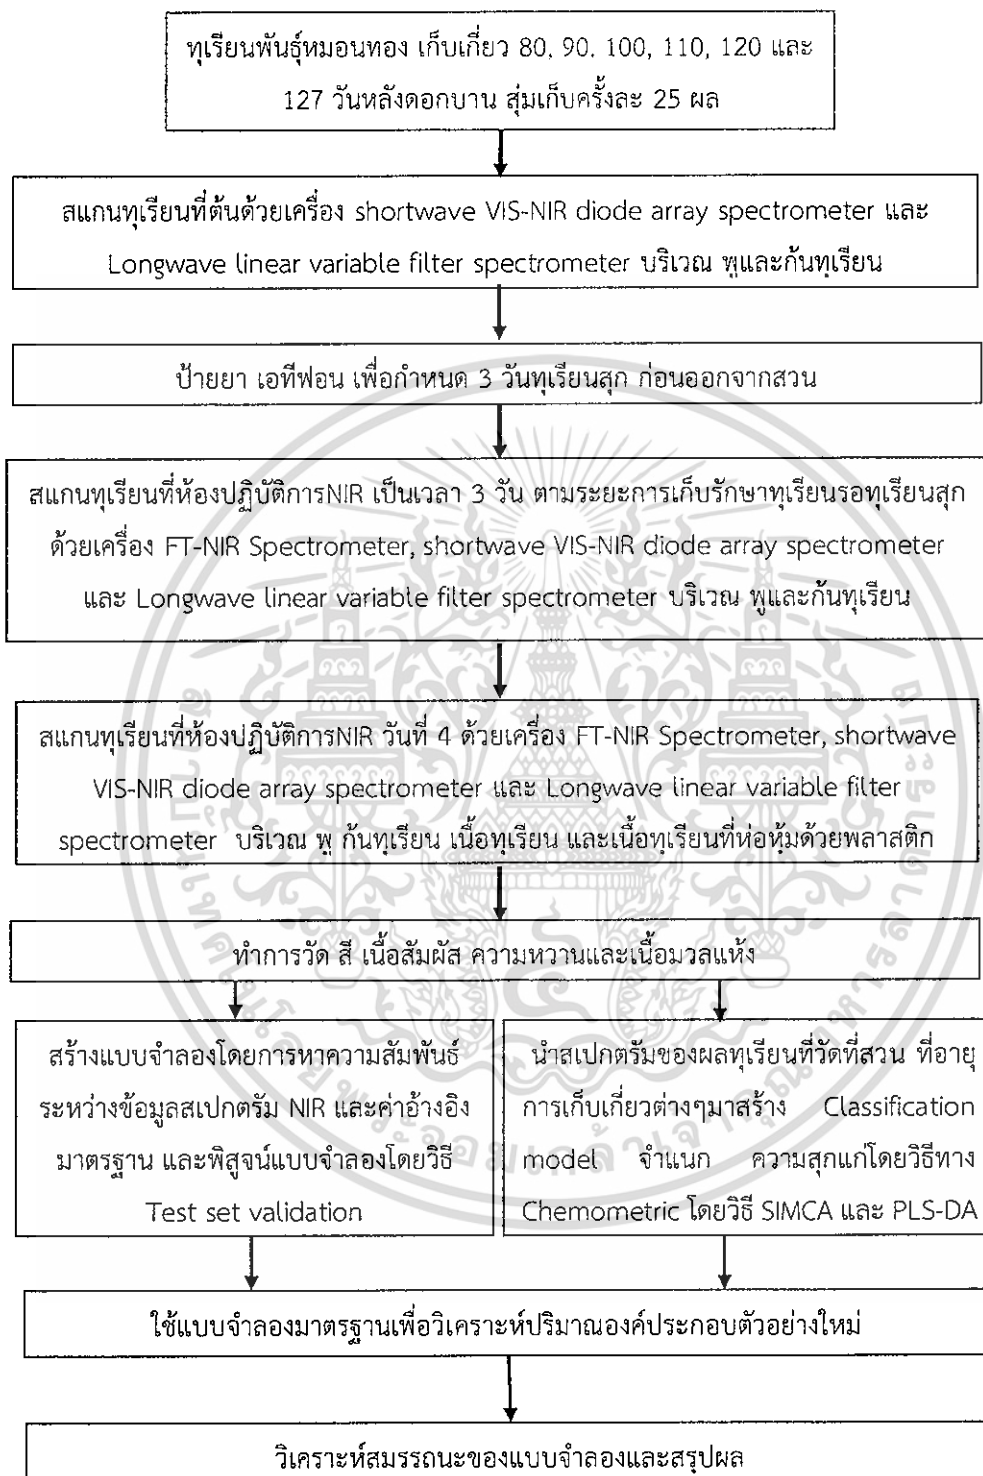 ทุเรียนพันธุ์หมอนทอง เก็บเกี่ยว 80, 90. 100, 110, 120 และ
127 วันหลังดอกบาน สุ่มเก็บครั้งละ 25 ผล
สแกนทุเรียนที่ต้นด้วยเครื่อง shortwave VIS-NIR diode array spectrometer และ
Longwave linear variable filter spectrometer บริเวณ พูและก้นทุเรียน
ป้ายยา เอทีฟอน เพื่อกำหนด 3 วันทุเรียนสุก ก่อนออกจากสวน
สแกนทุเรียนที่ห้องปฏิบัติการNIR เป็นเวลา 3 วัน ตามระยะการเก็บรักษาทุเรียนรอทุเรียนสุก
ด้วยเครื่อง FT-NIR Spectrometer, shortwave VIS-NIR diode array spectrometer
และ Longwave linear variable filter spectrometer บริเวณ พูและก้นทุเรียน
สแกนทุเรียนที่ห้องปฏิบัติการNIR วันที่ 4 ด้วยเครื่อง FT-NIR Spectrometer, shortwave
VIS-NIR diode array spectrometer และ Longwave linear variable filter
spectrometer บริเวณ พู ก้นทุเรียน เนื้อทุเรียน และเนื้อทุเรียนที่ห่อหุ้มด้วยพลาสติก
ทำการวัด สี เนื้อสัมผัส ความหวานและเนื้อมวลแห้ง
สร้างแบบจำลองโดยการหาความสัมพันธ์
ระหว่างข้อมูลสเปกตรัม NIR และค่าอ้างอิง
มาตรฐาน และพิสูจน์แบบจำลองโดยวิธี
Test set validation
นำสเปกตรัมของผลทุเรียนที่วัดที่สวน ที่อายุ
การเก็บเกี่ยวต่างๆมาสร้าง Classification
model จำแนก ความสุกแก่โดยวิธีทาง
Chemometric โดยวิธี SIMCA และ PLS-DA
ใช้แบบจำลองมาตรฐานเพื่อวิเคราะห์ปริมาณองค์ประกอบตัวอย่างใหม่
วิเคราะห์สมรรถนะของแบบจำลองและสรุปผล